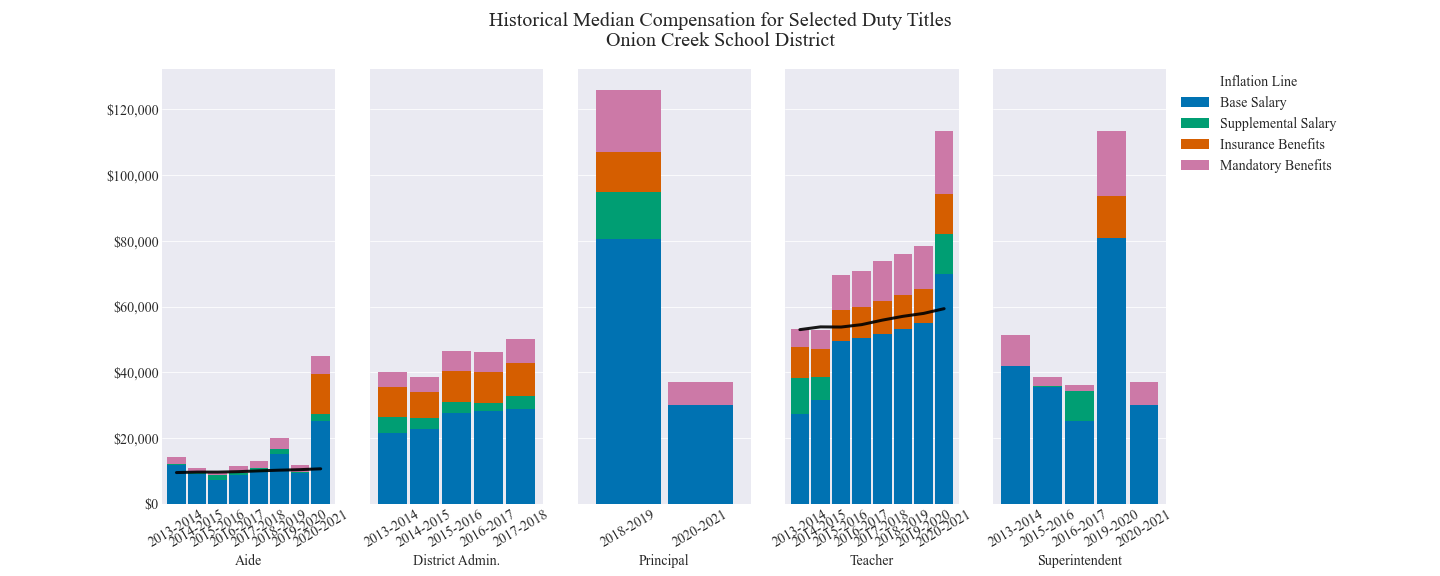 Historical Median Compensation for Selected Duty Titles
Onion Creek School District
Inflation Line
Base Salary
Supplemental Salary
Insurance Benefits
Mandatory Benefits
$120,000
$100,000
$80,000
$60,000
$40,000
$20,000
$0
2013-2014
2014-2015
2015-2016
2016-2017
2017-2018
2018-2019
2019-2020
2020-2021
Aide
2013-2014
2014-2015
2015-2016
2016-2017
2017-2018
District Admin.
2018-2019
2020-2021
Principal
2013-2014
2014-2015
2015-2016
2016-2017
2017-2018
2018-2019
2019-2020
2020-2021
Teacher
2013-2014
2015-2016
2016-2017
2019-2020
2020-2021
Superintendent